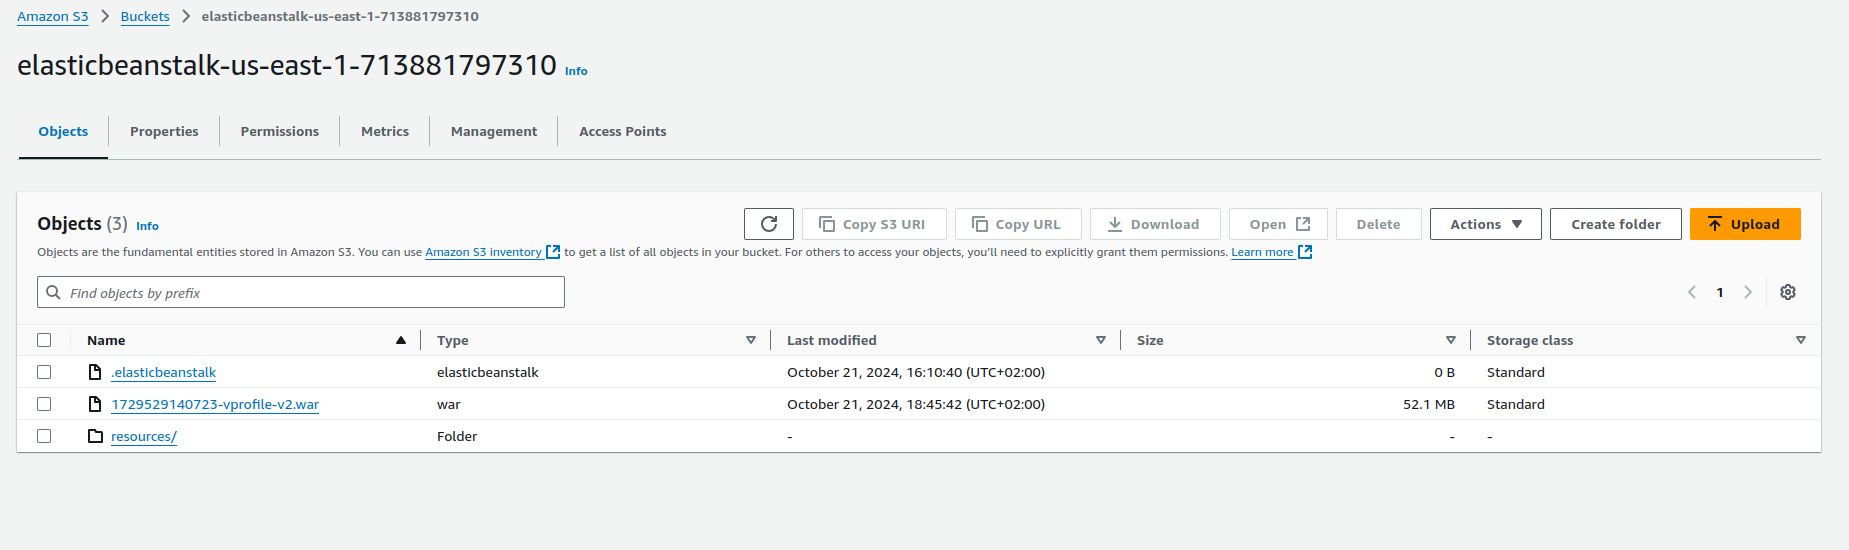 Amazon S3 > Buckets > elasticbeanstalk-us-east-1-713881797310
elasticbeanstalk-us-east-1-713881797310 Info
Objects Properties Permissions Metrics Management Access Points
Objects (3) Info Copy S3 URI Copy URL Download Open Delete Actions Create folder Upload
Objects are the fundamental entities stored in Amazon S3. You can use Amazon S3 inventory to get a list of all objects in your bucket. For others to access your objects, you'll need to explicitly grant them permissions. Learn more
Find objects by prefix 1
Name Type Last modified Size Storage class
.elasticbeanstalk elasticbeanstalk October 21, 2024, 16:10:40 (UTC+02:00) 0 B Standard
1729529140723-vprofile-v2.war war October 21, 2024, 18:45:42 (UTC+02:00) 52.1 MB Standard
resources/ Folder - - -